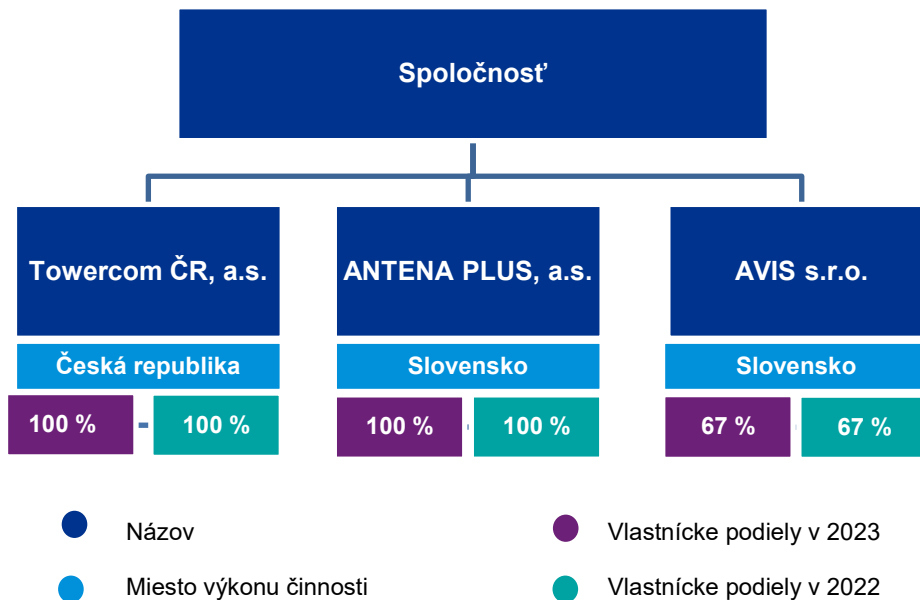 Spoločnosť
Towercom ČR, a.s.
ANTENA PLUS, a.s.
AVIS s.r.o.
Česká republika
Slovensko
Slovensko
100 % - 100 %
100 % - 100 %
67 % - 67 %
Názov
Vlastnícke podiely v 2023
Miesto výkonu činnosti
Vlastnícke podiely v 2022